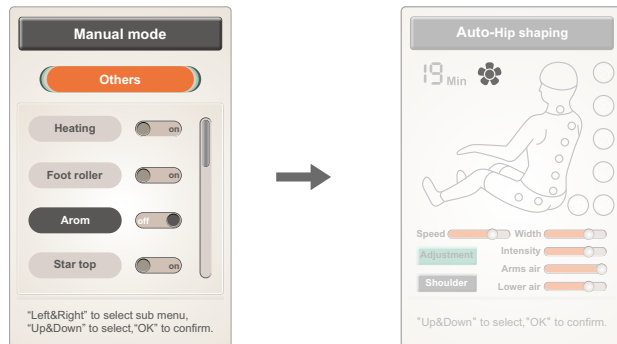 Manual mode
Others
Heating
on
Foot roller
on
Arom
off
Star top
on
"Left&Right" to select sub menu,
"Up&Down" to select,"OK" to confirm.
Auto-Hip shaping
19 Min
Speed
Width
Adjustment
Intensity
Arms air
Shoulder
Lower air
"Up&Down" to select,"OK" to confirm.